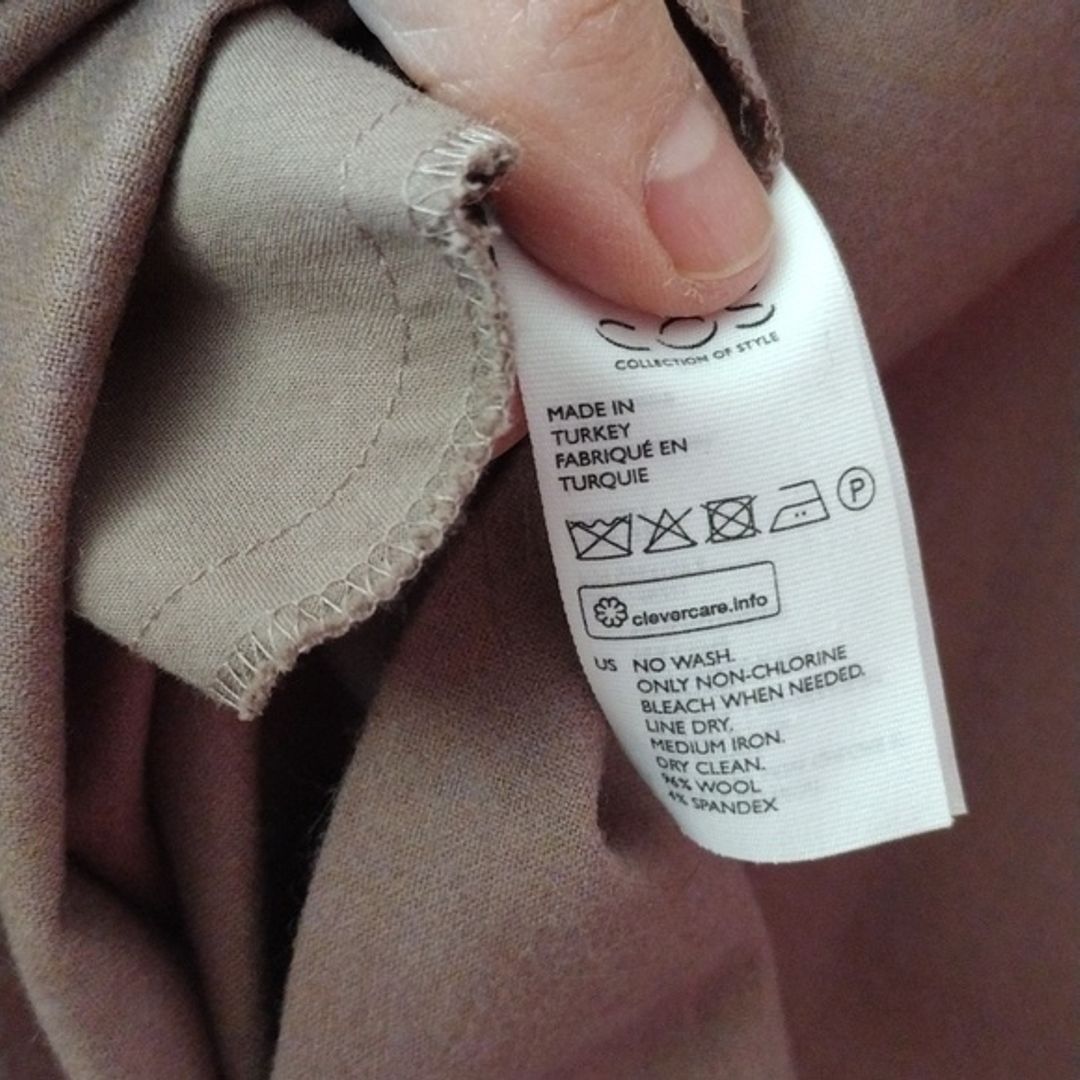 COS
COLLECTION OF STYLE
MADE IN
TURKEY
FABRIQUÉ EN
TURQUIE
P
clevercare.info
US NO WASH.
ONLY NON-CHLORINE
BLEACH WHEN NEEDED.
LINE DRY.
MEDIUM IRON.
DRY CLEAN.
96% WOOL
4% SPANDEX